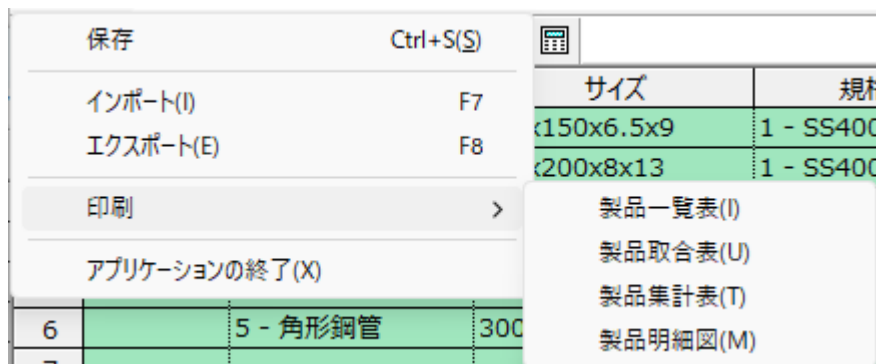 保存 Ctrl+S(S)
インポート(I) F7
エクスポート(E) F8
印刷 >
アプリケーションの終了(X)
サイズ
x150x6.5x9 1 - SS400
x200x8x13 1 - SS400
製品一覧表(I)
製品取合表(U)
製品集計表(T)
製品明細図(M)
6 5 - 角形鋼管 300